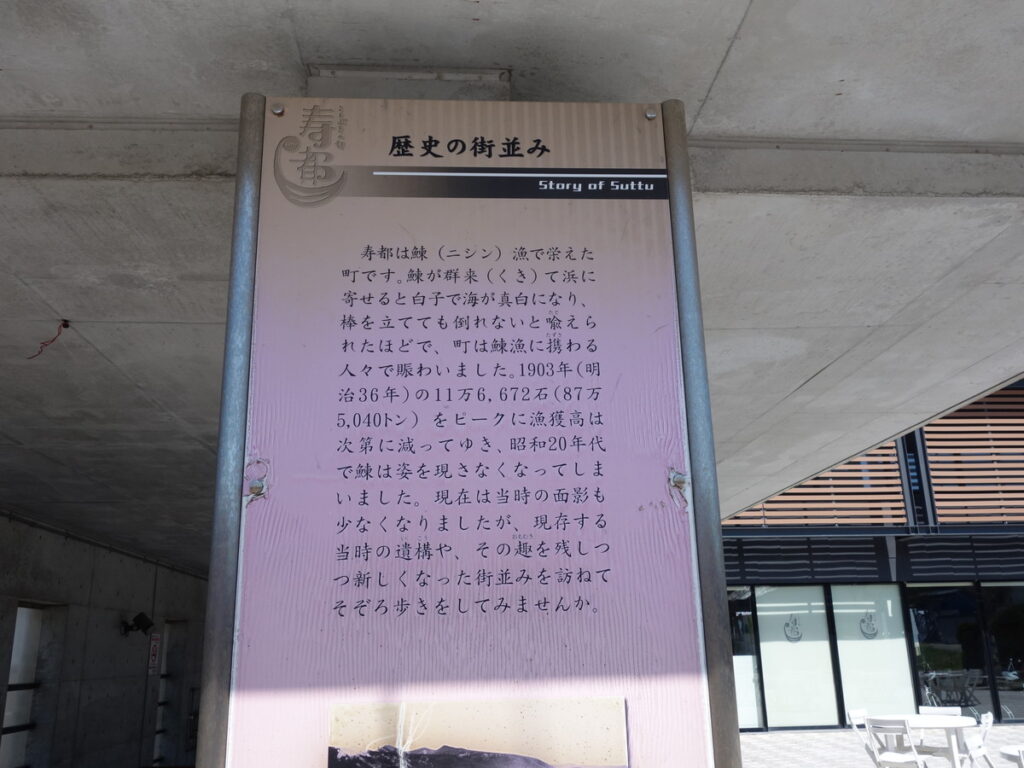 寿都
歴史の街並み
Story of Suttu
寿都は鰊（ニシン）漁で栄えた
町です。鰊が群来（くき）て浜に
寄せると白子で海が真白になり、
棒を立てても倒れないと喩えら
れたほどで、町は鰊漁に携わる
人々で賑わいました。1903年(明
治36年)の11万6,672石(87万
5,040トン）をピークに漁獲高は
次第に減ってゆき、昭和20年代
で鰊は姿を現さなくなってしま
いました。現在は当時の面影も
少なくなりましたが、現存する
当時の遺構や、その趣を残しつ
つ新しくなった街並みを訪ねて
そぞろ歩きをしてみませんか。